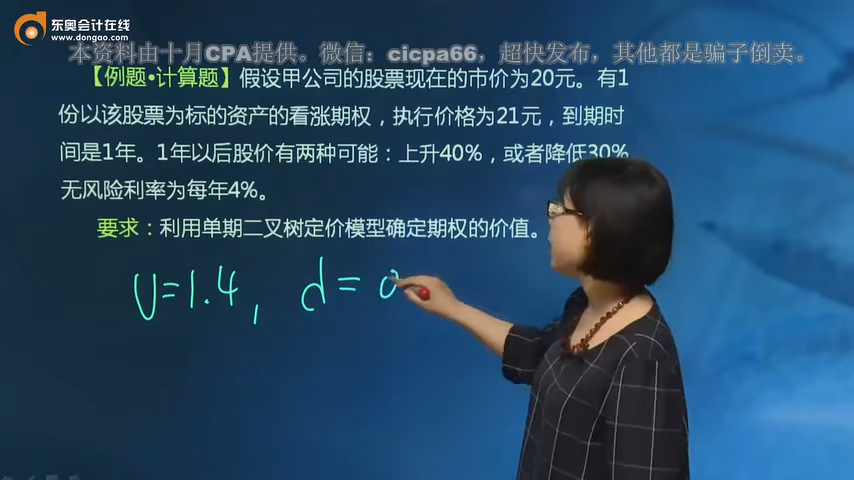 东奥会计在线
www.dongao.com
本资料由十月CPA提供。微信：cicpa66，超快发布，其他都是骗子倒卖。
【例题•计算题】假设甲公司的股票现在的市价为20元。有1
份以该股票为标的资产的看涨期权，执行价格为21元，到期时
间是1年。1年以后股价有两种可能：上升40%，或者降低30%
无风险利率为每年4%。
要求：利用单期二叉树定价模型确定期权的价值。
U=1.4, d=0